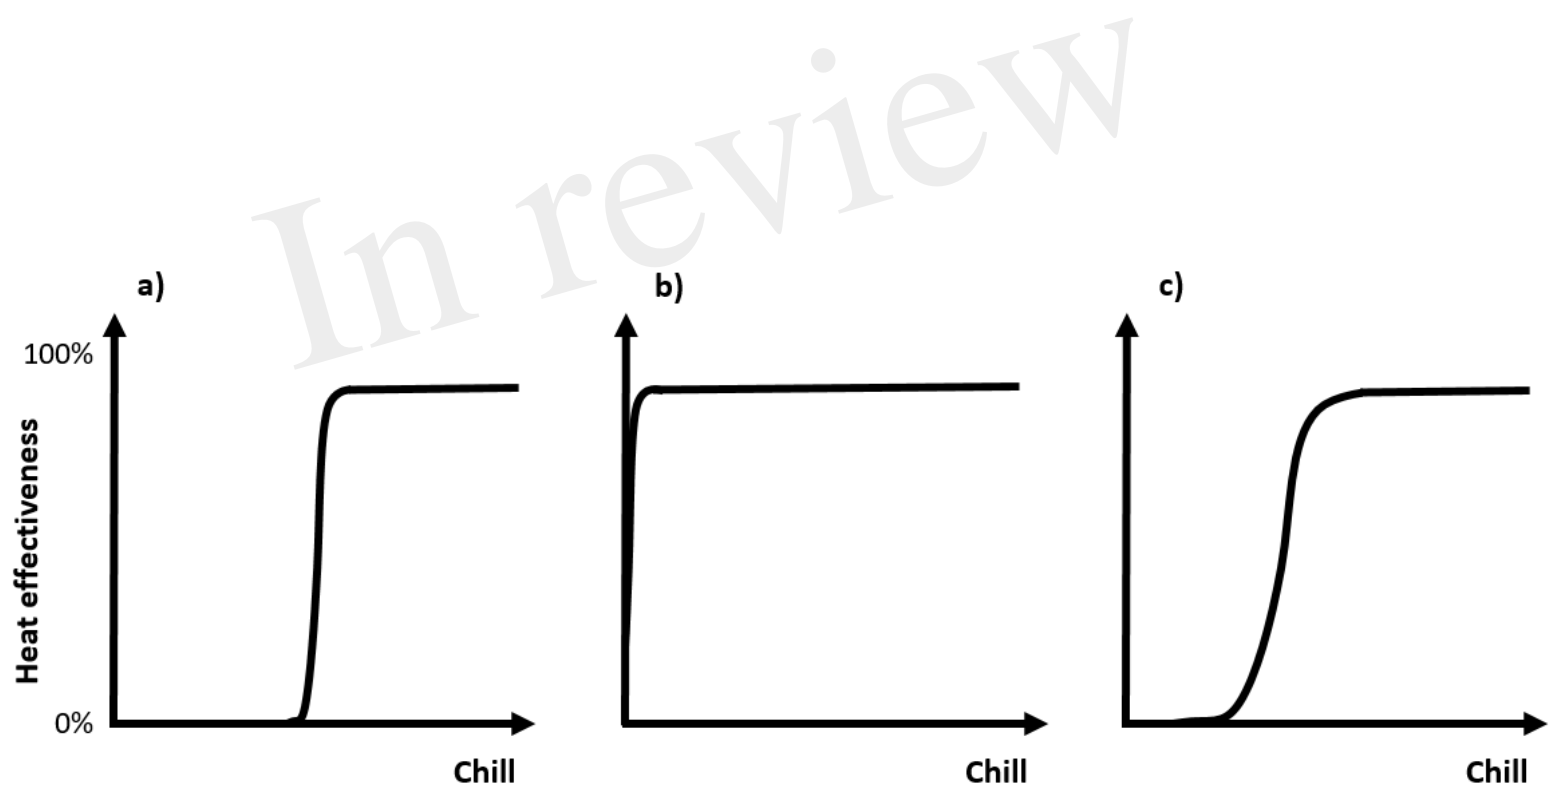 In review
a)
b)
c)
100%
Heat effectiveness
0%
Chill
Chill
Chill